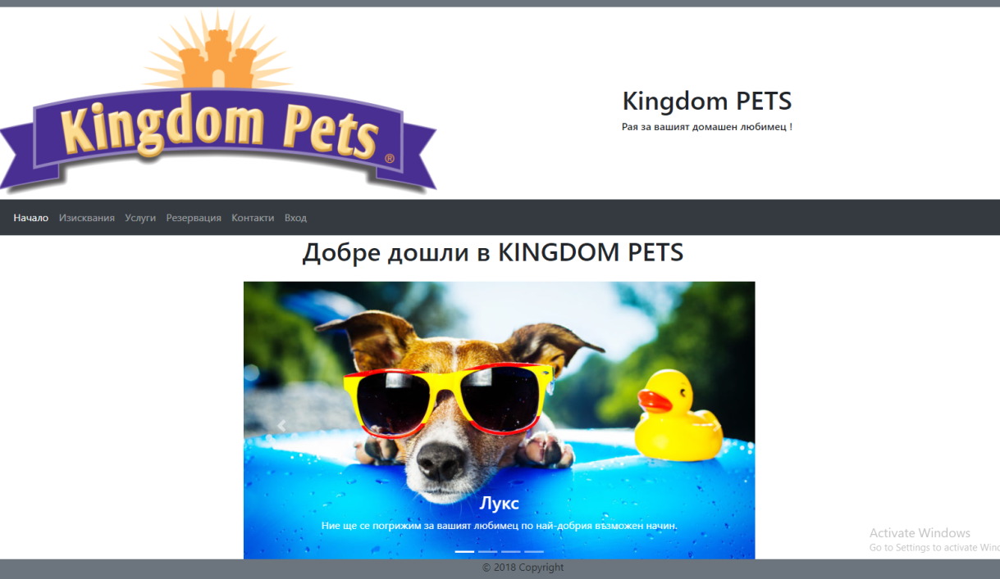 Kingdom Pets ®
Kingdom PETS
Рая за вашият домашен любимец !
Начало Изисквания Услуги Резервация Контакти Вход
Добре дошли в KINGDOM PETS
Лукс
Ние ще се погрижим за вашият любимец по най-добрия възможен начин.
Activate Windows
Go to Settings to activate Wind
© 2018 Copyright